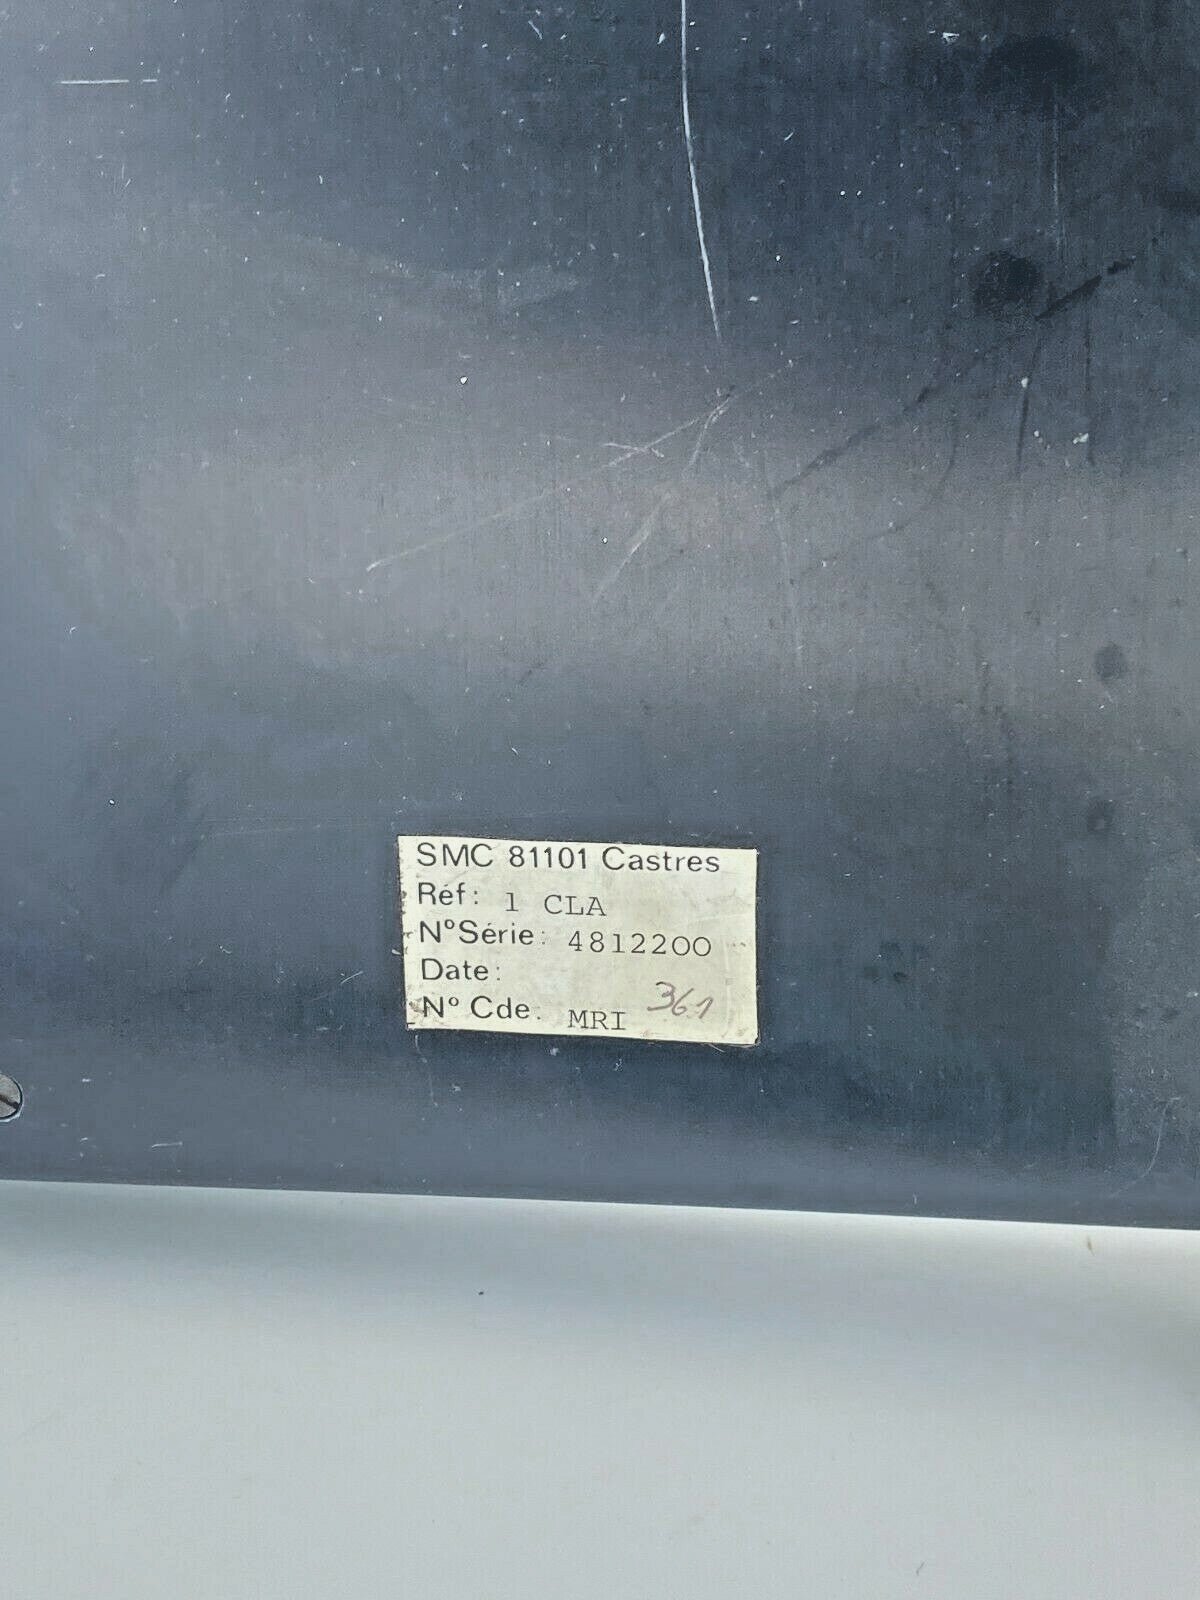 SMC 81101 Castres
Réf: 1 CLA
N° Série: 4812200
Date:
N° Cde: MRI 361